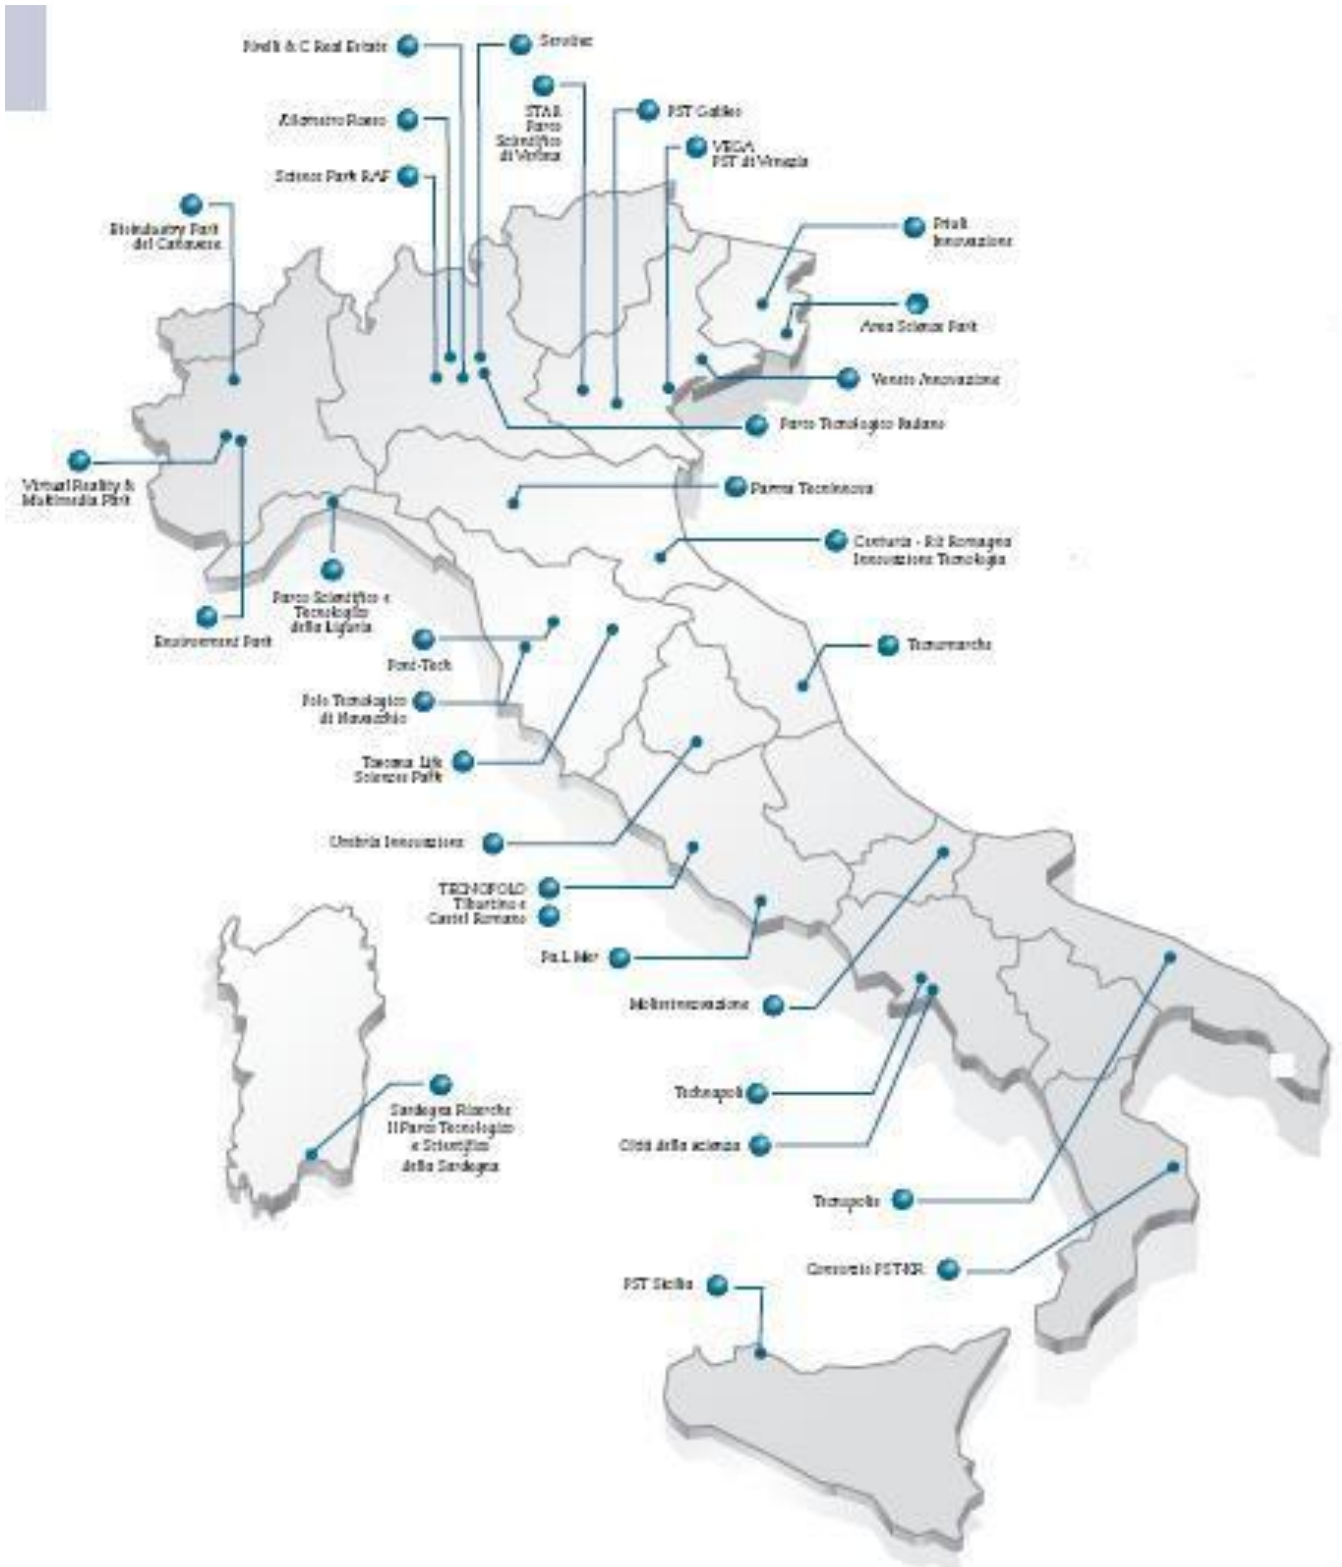 Pirelli & C Real Estate
Servitec
STAR
Parco
Scientifico
di Verona
PST Galileo
Kilometro Rosso
VEGA
PST di Venezia
Science Park RAF
Bioindustry Park
del Canavese
Friuli
Innovazione
Area Science Park
Veneto Innovazione
Parco Tecnologico Padano
Virtual Reality &
Multimedia Park
Parma Tecninnova
Centuria - Rit Romagna
Innovazione Tecnologia
Parco Scientifico e
Tecnologico
della Liguria
Environment Park
Pont-Tech
Tecnomarche
Polo Tecnologico
di Navacchio
Toscana Life
Sciences Park
Umbria Innovazione
TECNOPOLO
Tiburtino e
Castel Romano
Pa.L.Mer
Moliseinnovazione
Technapoli
Sardegna Ricerche
Il Parco Tecnologico
e Scientifico
della Sardegna
Città della scienza
Tecnopolis
Consorzio PST-KR
PST Sicilia